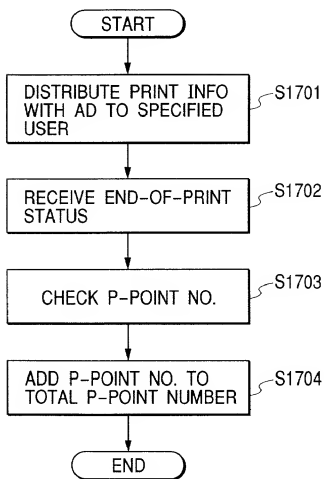 START
DISTRIBUTE PRINT INFO
WITH AD TO SPECIFIED
USER
S1701
RECEIVE END-OF-PRINT
STATUS
S1702
CHECK P-POINT NO.
S1703
ADD P-POINT NO. TO
TOTAL P-POINT NUMBER
S1704
END